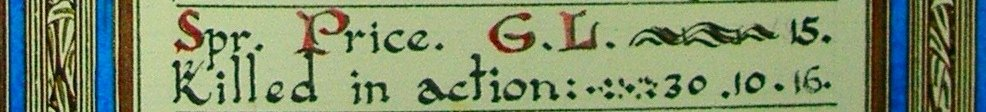 Spr. Price. G.L. 15.
Killed in action: 30.10.16.